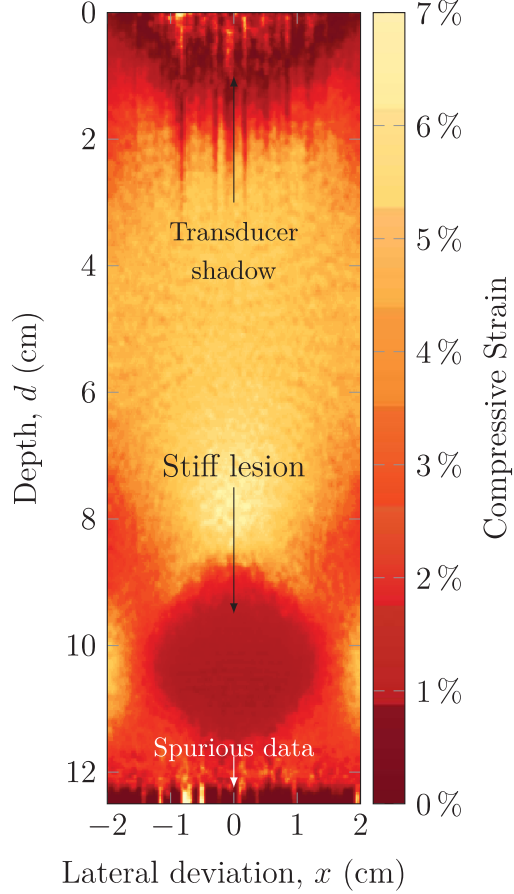 0
2
4
6
8
10
12
Depth, d (cm)
−2
−1
0
1
2
Lateral deviation, x (cm)
Transducer
shadow
Stiff lesion
Spurious data
7 %
6 %
5 %
4 %
3 %
2 %
1 %
0 %
Compressive Strain